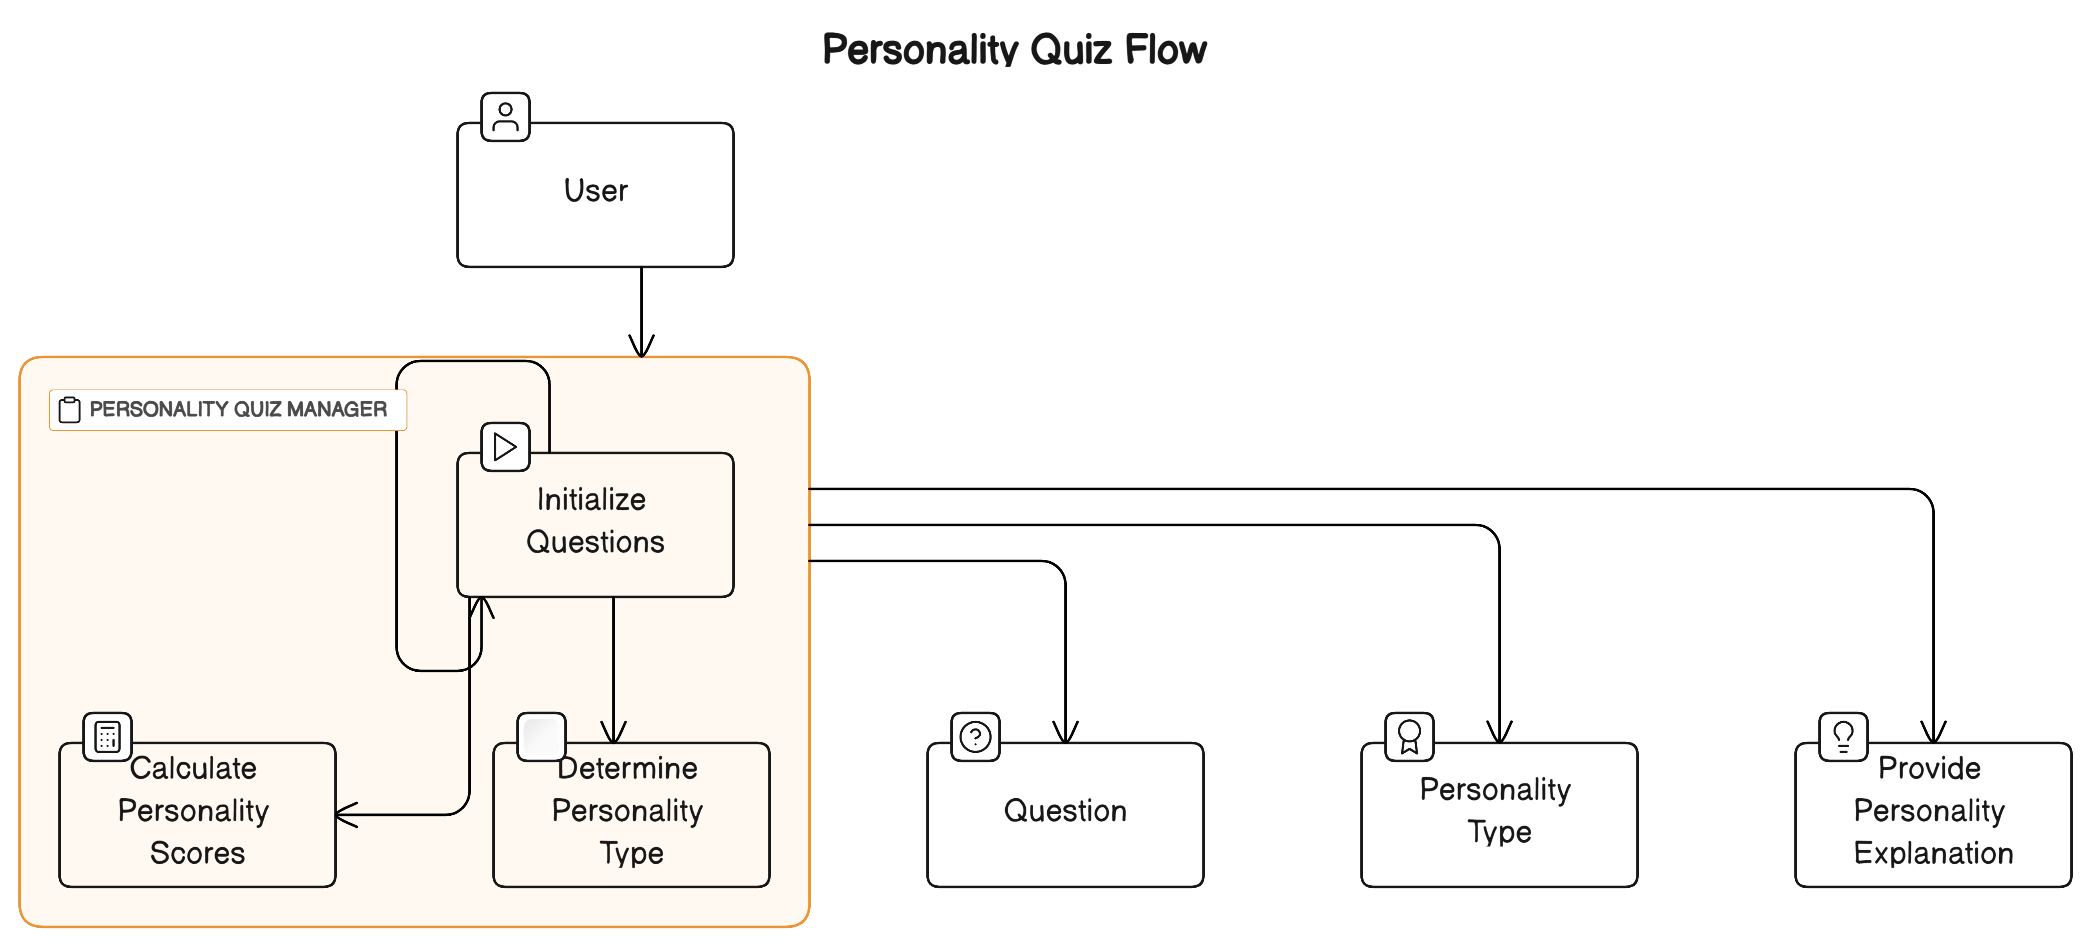 Personality Quiz Flow
User
PERSONALITY QUIZ MANAGER
Initialize
Questions
Calculate
Personality
Scores
Determine
Personality
Type
?
Question
Personality
Type
Provide
Personality
Explanation